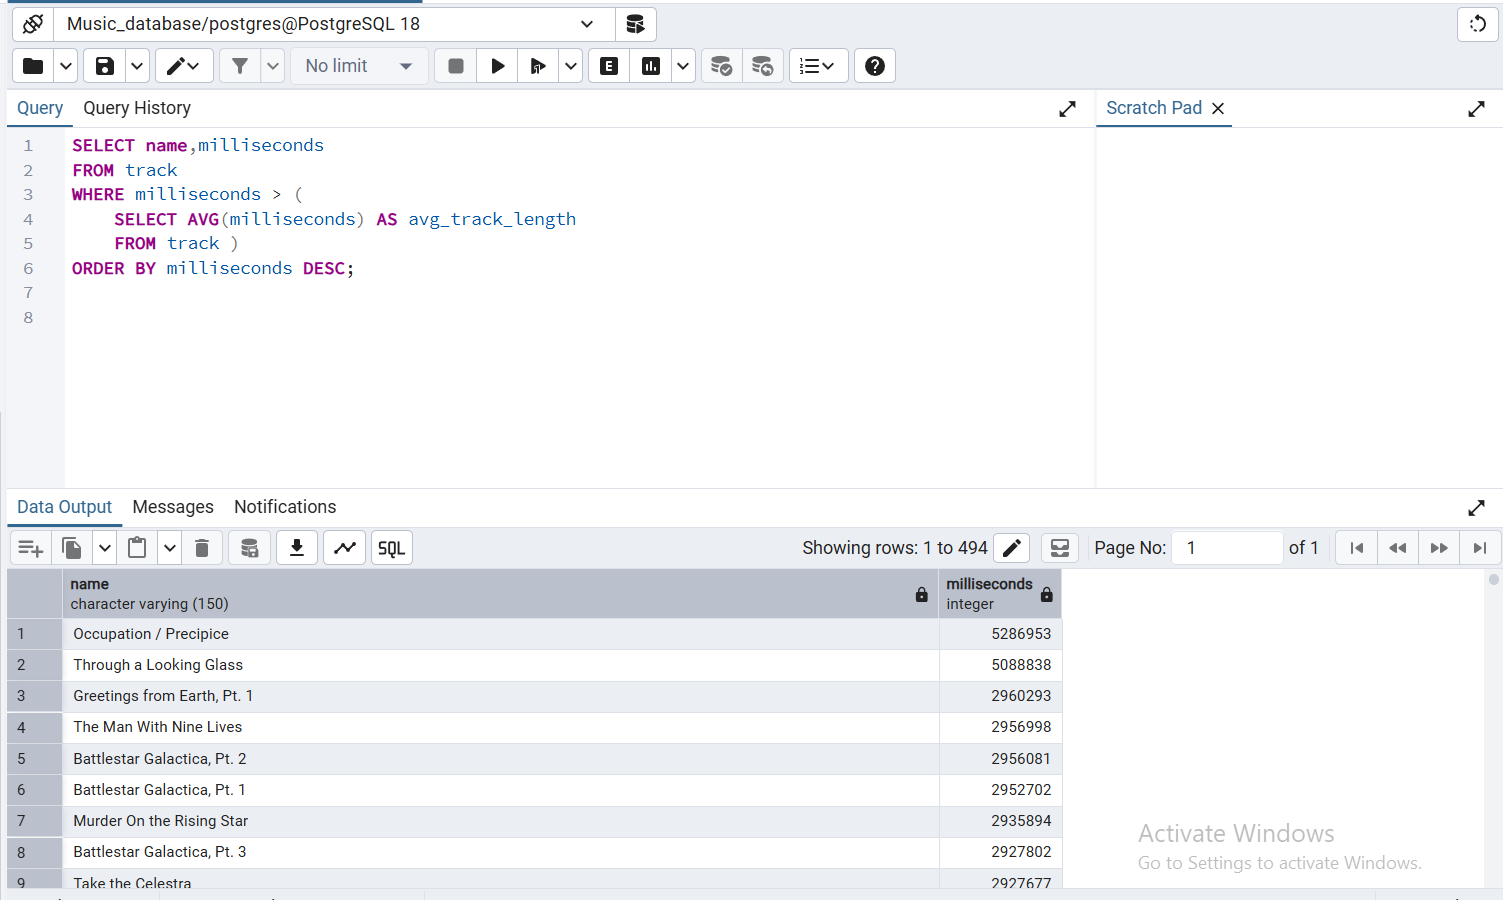 Music_database/postgres@PostgreSQL 18
No limit
E
Query Query History
Scratch Pad
1 SELECT name,milliseconds
2 FROM track
3 WHERE milliseconds > (
4 SELECT AVG(milliseconds) AS avg_track_length
5 FROM track )
6 ORDER BY milliseconds DESC;
7
8
Data Output Messages Notifications
SQL
Showing rows: 1 to 494
Page No: 1 of 1
name milliseconds
character varying (150) integer
1 Occupation / Precipice 5286953
2 Through a Looking Glass 5088838
3 Greetings from Earth, Pt. 1 2960293
4 The Man With Nine Lives 2956998
5 Battlestar Galactica, Pt. 2 2956081
6 Battlestar Galactica, Pt. 1 2952702
7 Murder On the Rising Star 2935894
8 Battlestar Galactica, Pt. 3 2927802
9 Take the Celestra 2927677
Activate Windows
Go to Settings to activate Windows.